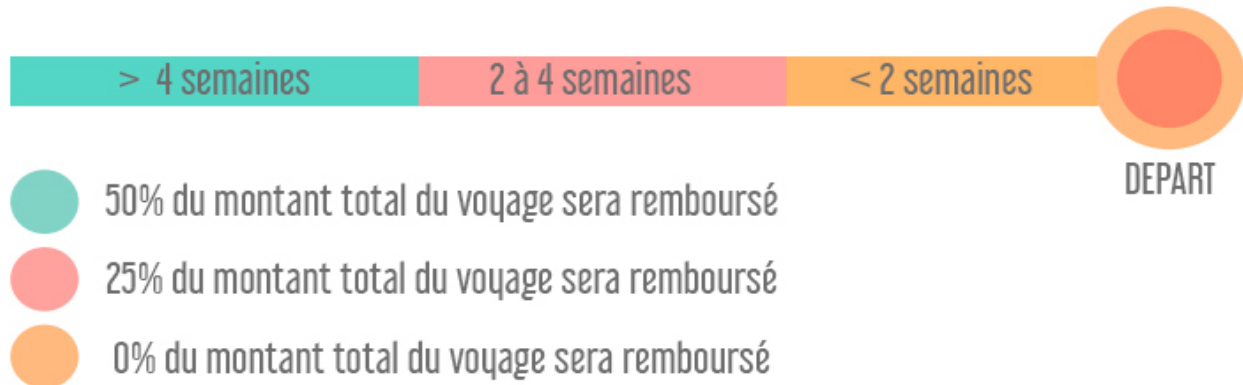 > 4 semaines 2 à 4 semaines < 2 semaines
DEPART
50% du montant total du voyage sera remboursé
25% du montant total du voyage sera remboursé
0% du montant total du voyage sera remboursé